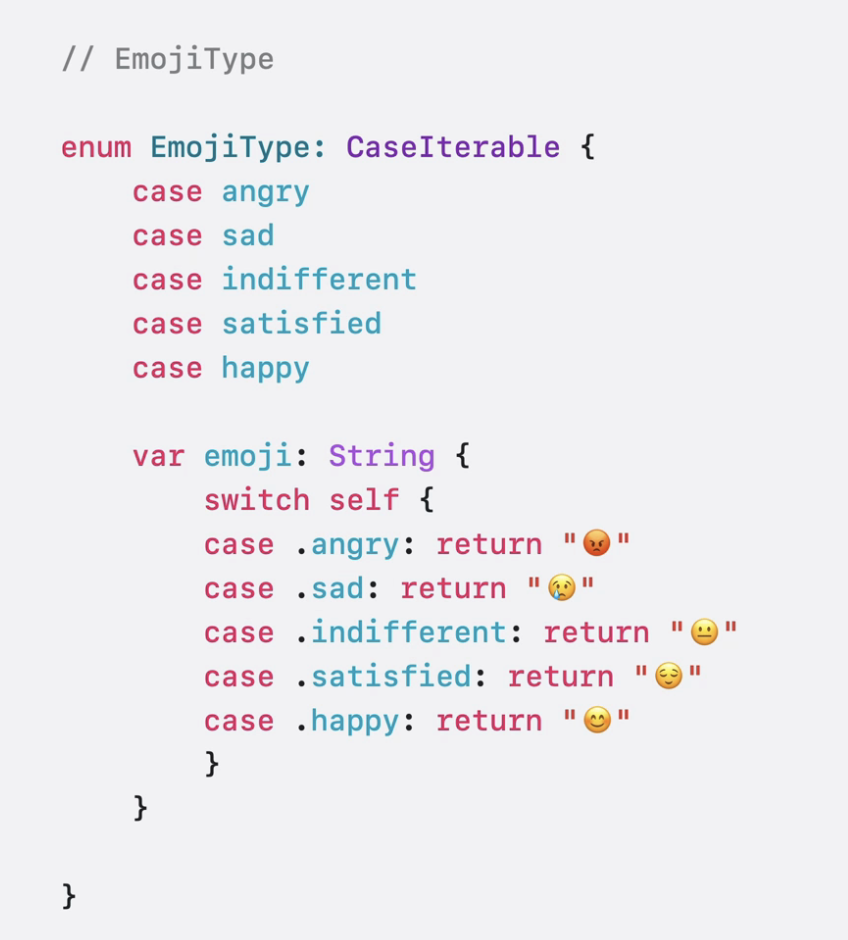 // EmojiType
enum EmojiType: CaseIterable {
    case angry
    case sad
    case indifferent
    case satisfied
    case happy
    var emoji: String {
        switch self {
        case .angry: return "😡"
        case .sad: return "😢"
        case .indifferent: return "😐"
        case .satisfied: return "😌"
        case .happy: return "😊"
        }
    }
}